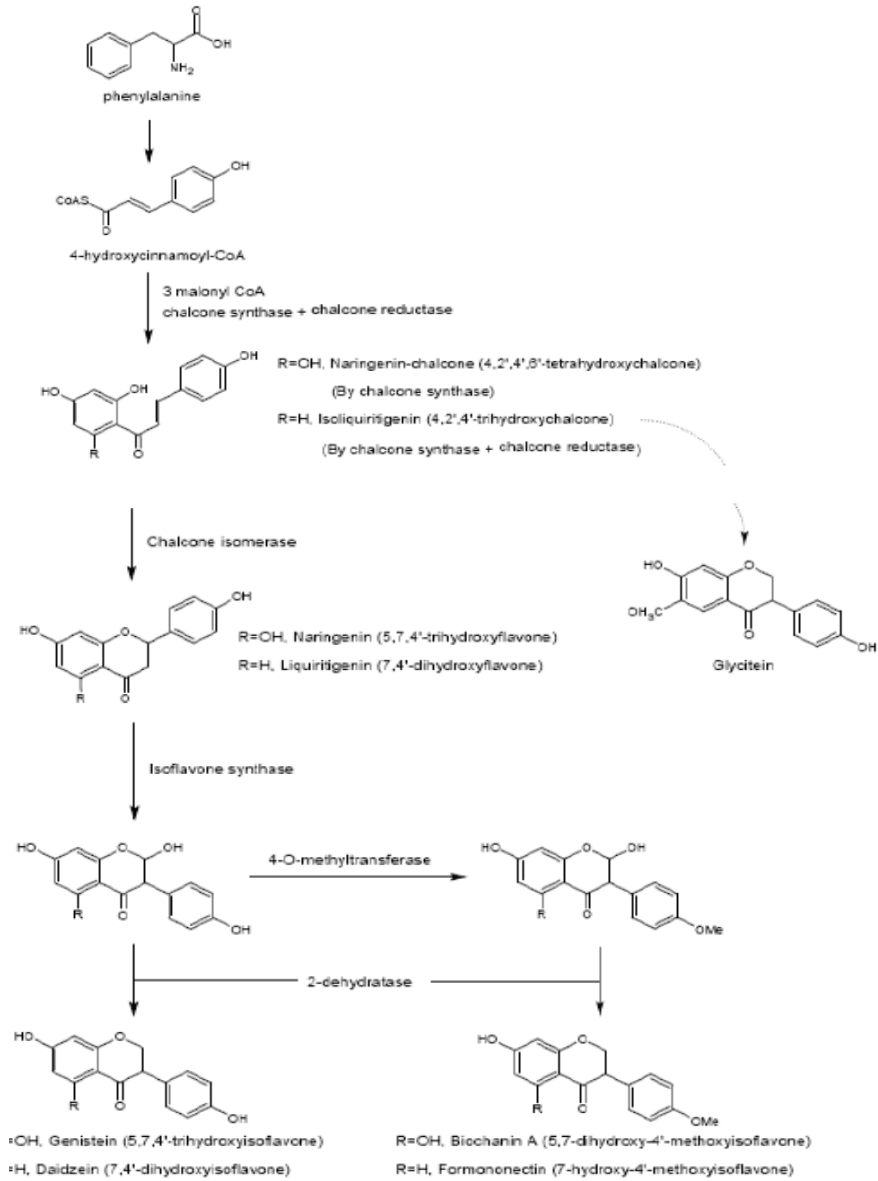 O
OH
NH2
phenylalanine
OH
CoAS
O
4-hydroxycinnamoyl-CoA
3 malonyl CoA
chalcone synthase + chalcone reductase
OH
HO
OH
R
O
R=OH, Naringenin-chalcone (4,2',4',6'-tetrahydroxychalcone)
(By chalcone synthase)
R=H, Isoliquiritigenin (4,2',4'-trihydroxychalcone)
(By chalcone synthase + chalcone reductase)
Chalcone isomerase
HO
O
OH3C
O
OH
Glycitein
OH
HO
O
R
O
R=OH, Naringenin (5,7,4'-trihydroxyflavone)
R=H, Liquiritigenin (7,4'-dihydroxyflavone)
Isoflavone synthase
HO
O
OH
R
O
OH
4-O-methyltransferase
HO
O
OH
R
O
OMe
2-dehydratase
HO
O
R
O
OH
=OH, Genistein (5,7,4'-trihydroxyisoflavone)
=H, Daidzein (7,4'-dihydroxyisoflavone)
HO
O
R
O
OMe
R=OH, Biochanin A (5,7-dihydroxy-4'-methoxyisoflavone)
R=H, Formononectin (7-hydroxy-4'-methoxyisoflavone)